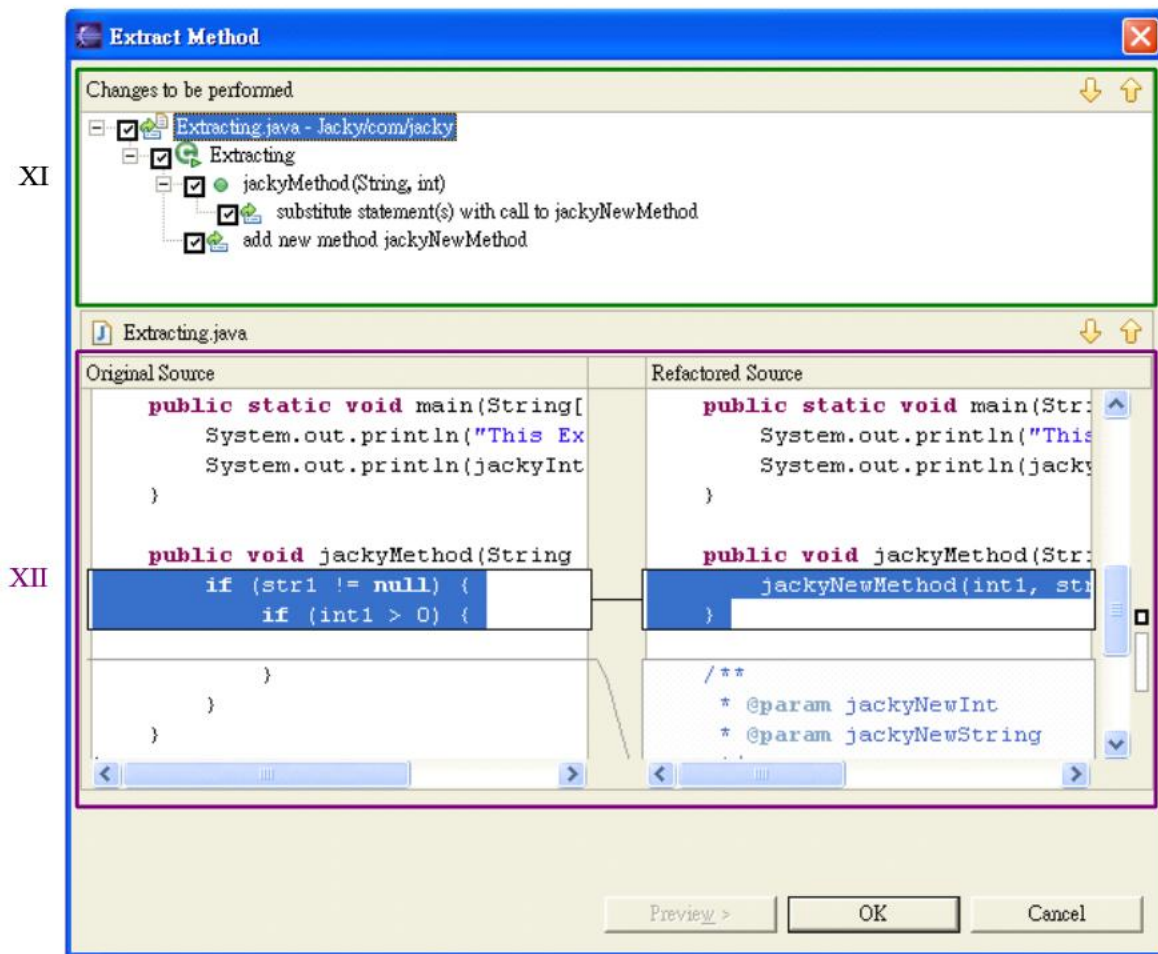 Extract Method
Changes to be performed
Extracting.java - Jacky/com/jacky
Extracting
XI
jackyMethod(String, int)
substitute statement(s) with call to jackyNewMethod
add new method jackyNewMethod
Extracting.java
Original Source
public static void main(String[
System.out.println("This Ex
System.out.println(jackyInt
}
public void jackyMethod(String
XII
if (str1 != null) {
if (int1 > 0) {
}
}
}
Refactored Source
public static void main(Str
System.out.println("This
System.out.println(jacky
}
public void jackyMethod(Str
jackyNewMethod(int1, str
}
/**
* @param jackyNewInt
* @param jackyNewString
Preview >
OK
Cancel